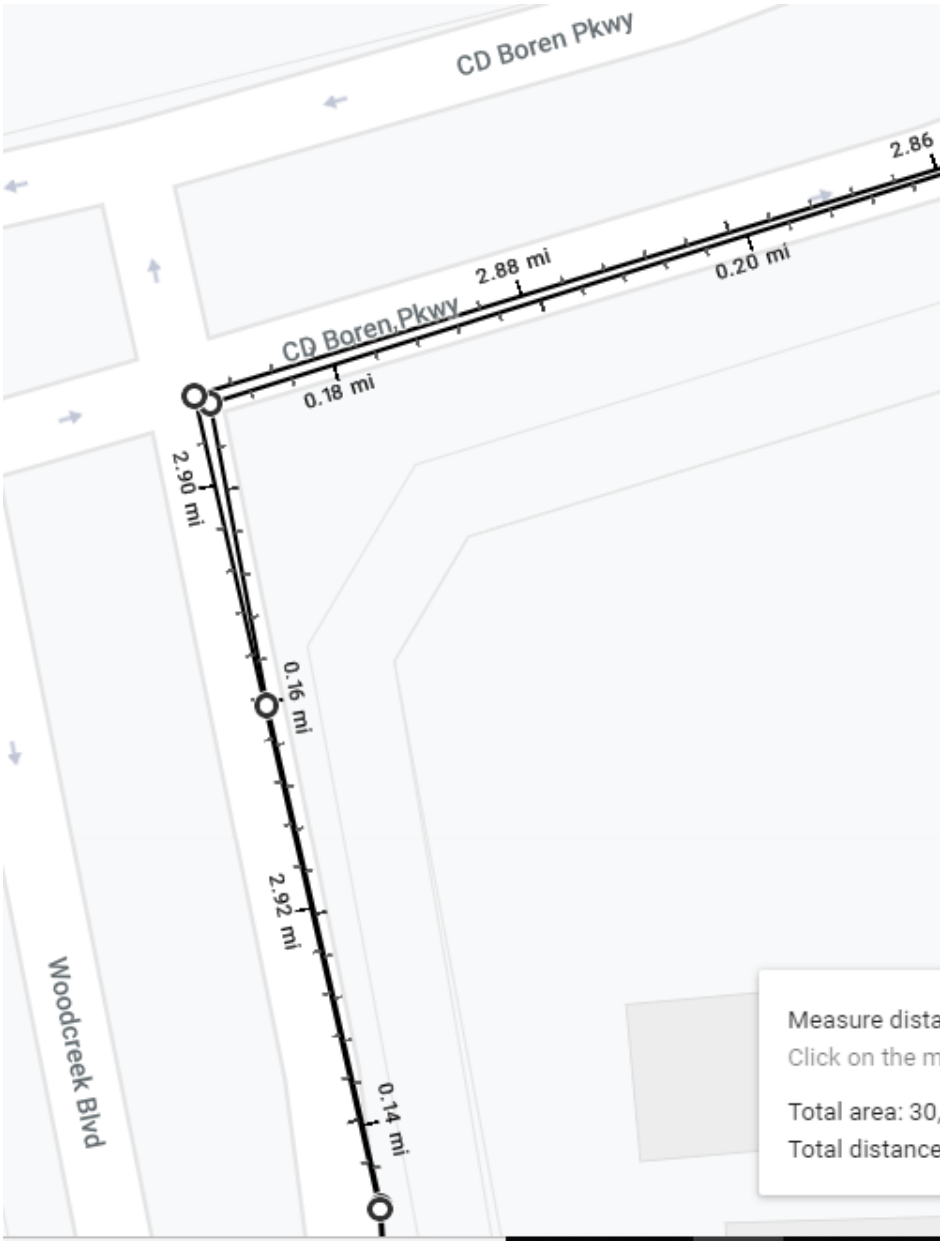 CD Boren Pkwy
2.86
2.88 mi
0.20 mi
CD Boren Pkwy
0.18 mi
2.90 mi
0.16 mi
2.92 mi
Woodcreek Blvd
Measure dista
Click on the m
0.14 mi
Total area: 30,
Total distance